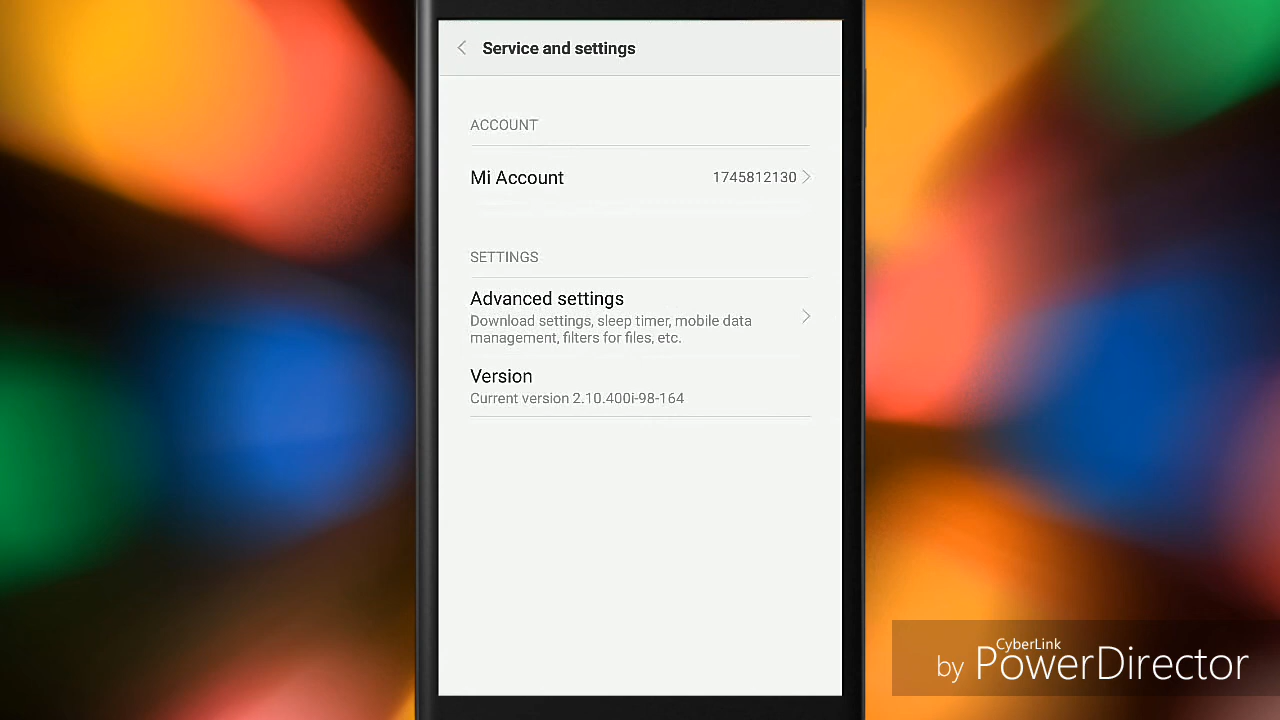 Service and settings
ACCOUNT
Mi Account 1745812130
SETTINGS
Advanced settings
Download settings, sleep timer, mobile data
management, filters for files, etc.
Version
Current version 2.10.400i-98-164
CyberLink
by PowerDirector